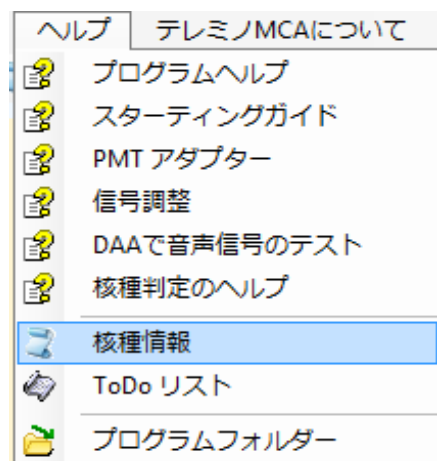 ヘルプ テレミノMCAについて
プログラムヘルプ
スターティングガイド
PMT アダプター
信号調整
DAAで音声信号のテスト
核種判定のヘルプ
核種情報
ToDo リスト
プログラムフォルダー